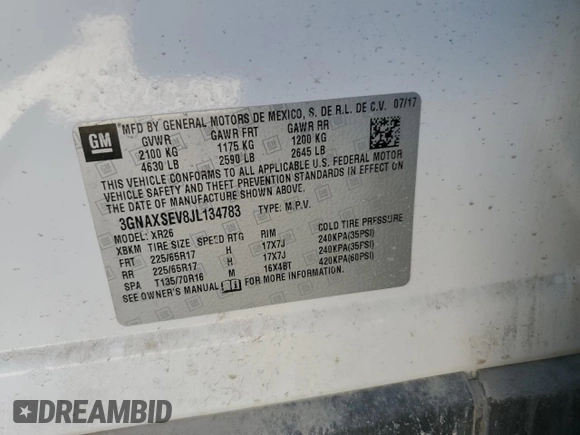 GM
MFD BY GENERAL MOTORS DE MEXICO, S. DE R.L. DE C.V. 07/17
GVWR GAWR FRT GAWR RR
2100 KG 1175 KG 1200 KG
4630 LB 2590 LB 2645 LB
THIS VEHICLE CONFORMS TO ALL APPLICABLE U.S. FEDERAL MOTOR
VEHICLE SAFETY AND THEFT PREVENTION STANDARDS IN EFFECT ON
THE DATE OF MANUFACTURE SHOWN ABOVE.
3GNAXSEV8JL134783 TYPE: M.P.V.
MODEL: XR26
XBKM TIRE SIZE SPEED RTG RIM COLD TIRE PRESSURE
FRT 225/65R17 H 17X7J 240KPA(35PSI)
RR 225/65R17 H 17X7J 240KPA(35PSI)
SPA T135/70R16 M 16X4BT 420KPA(60PSI)
SEE OWNER'S MANUAL FOR MORE INFORMATION.
DREAMBID